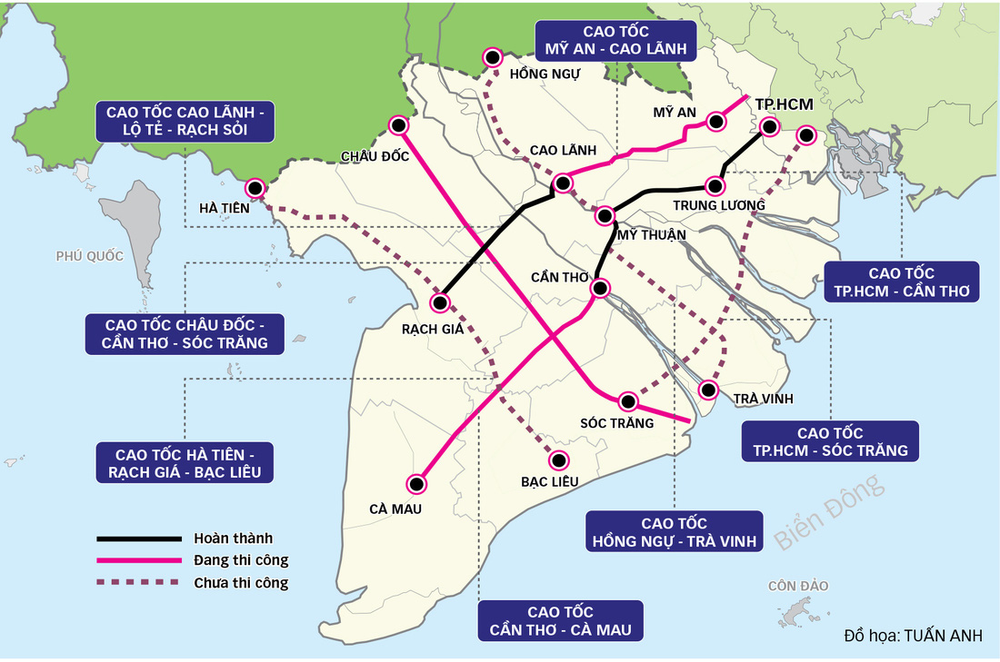 CAO TỐC
MỸ AN - CAO LÃNH
HỒNG NGỰ
CAO TỐC CAO LÃNH -
LỘ TẺ - RẠCH SỎI
MỸ AN
TP.HCM
CHÂU ĐỐC
CAO LÃNH
HÀ TIÊN
TRUNG LƯƠNG
MỸ THUẬN
PHÚ QUỐC
CẦN THƠ
CAO TỐC
TP.HCM - CẦN THƠ
CAO TỐC CHÂU ĐỐC -
CẦN THƠ - SÓC TRĂNG
RẠCH GIÁ
TRÀ VINH
SÓC TRĂNG
CAO TỐC
TP.HCM - SÓC TRĂNG
CAO TỐC HÀ TIÊN -
RẠCH GIÁ - BẠC LIÊU
BẠC LIÊU
CÀ MAU
Biển Đông
CAO TỐC
HỒNG NGỰ - TRÀ VINH
Hoàn thành
Đang thi công
Chưa thi công
CÔN ĐẢO
CAO TỐC
CẦN THƠ - CÀ MAU
Đồ họa: TUẤN ANH